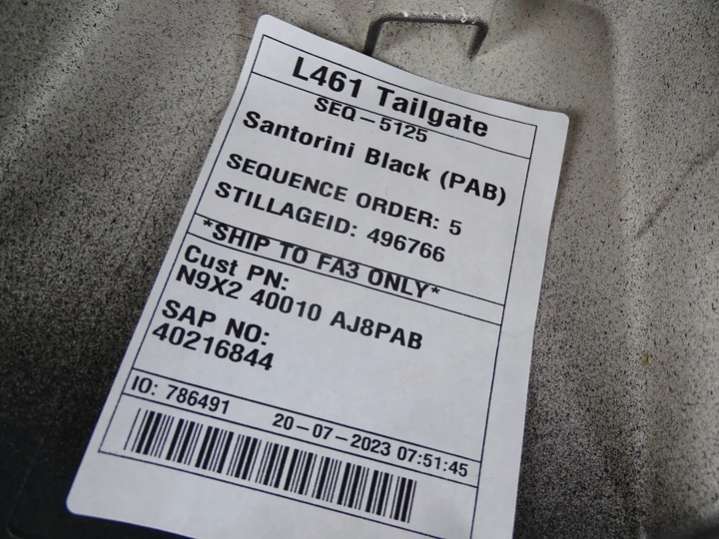 L461 Tailgate
SEQ-5125
Santorini Black (PAB)
SEQUENCE ORDER: 5
STILLAGEID: 496766
*SHIP TO FA3 ONLY*
Cust PN:
N9X2 40010 AJ8PAB
SAP NO:
40216844
IO: 786491 20-07-2023 07:51:45